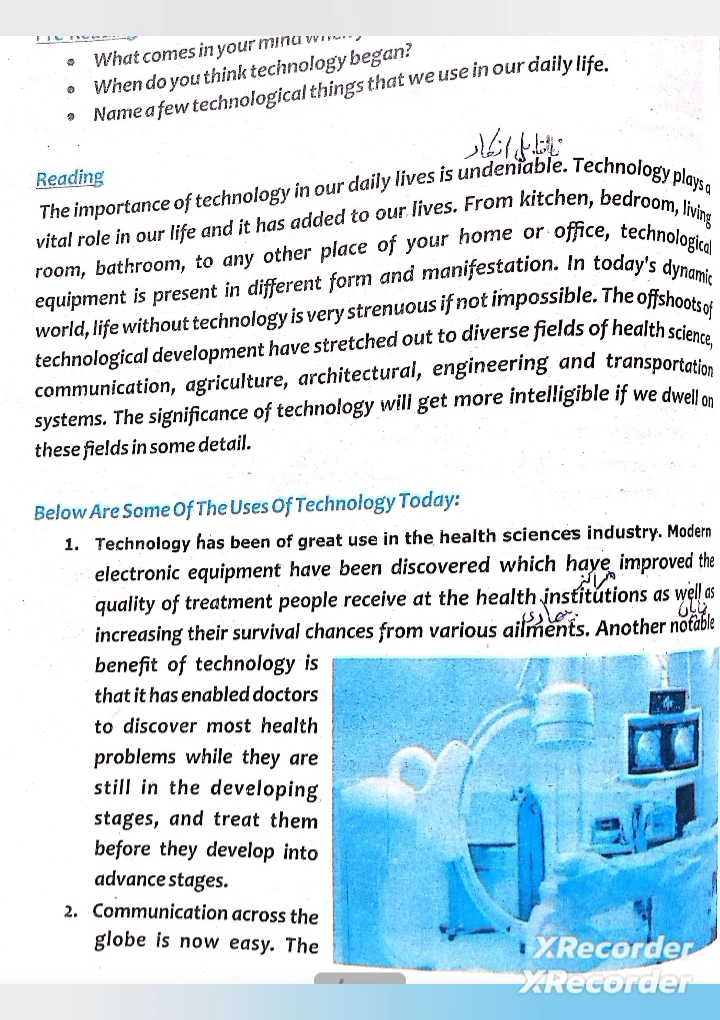 What comes in your mind
When do you think technology began?
Name a few technological things that we use in our daily life.
ناقابل انکار
Reading
The importance of technology in our daily lives is undeniable. Technology plays a
vital role in our life and it has added to our lives. From kitchen, bedroom, living
room, bathroom, to any other place of your home or office, technological
equipment is present in different form and manifestation. In today's dynamic
world, life without technology is very strenuous if not impossible. The offshoots of
technological development have stretched out to diverse fields of health science,
communication, agriculture, architectural, engineering and transportation
systems. The significance of technology will get more intelligible if we dwell on
these fields in some detail.
Below Are Some Of The Uses Of Technology Today:
1. Technology has been of great use in the health sciences industry. Modern
electronic equipment have been discovered which have improved the
مراکز
quality of treatment people receive at the health institutions as well as
بیماری
increasing their survival chances from various ailments. Another notable
benefit of technology is
that it has enabled doctors
to discover most health
problems while they are
still in the developing
stages, and treat them
before they develop into
advance stages.
2. Communication across the
globe is now easy. The
XRecorder
XRecorder